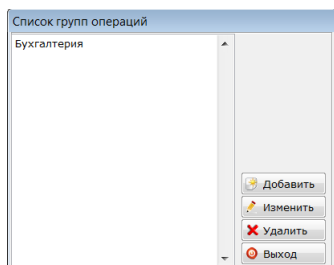 Список групп операций
Бухгалтерия
Добавить
Изменить
Удалить
Выход